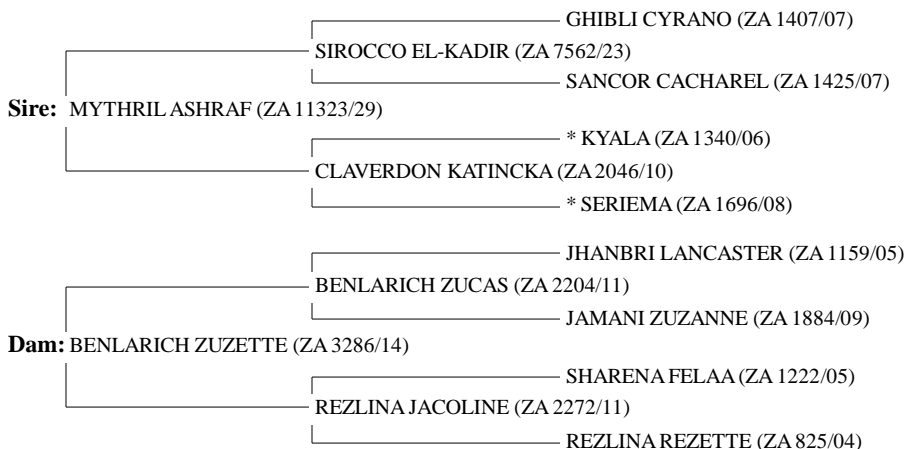 GHIBLI CYRANO (ZA 1407/07)
SIROCCO EL-KADIR (ZA 7562/23)
SANCOR CACHAREL (ZA 1425/07)
Sire: MYTHRIL ASHRAF (ZA 11323/29)
* KYALA (ZA 1340/06)
CLAVERDON KATINCKA (ZA 2046/10)
* SERIEMA (ZA 1696/08)
JHANBRI LANCASTER (ZA 1159/05)
BENLARICH ZUCAS (ZA 2204/11)
JAMANI ZUZANNE (ZA 1884/09)
Dam: BENLARICH ZUZETTE (ZA 3286/14)
SHARENA FELAA (ZA 1222/05)
REZLINA JACOLINE (ZA 2272/11)
REZLINA REZETTE (ZA 825/04)